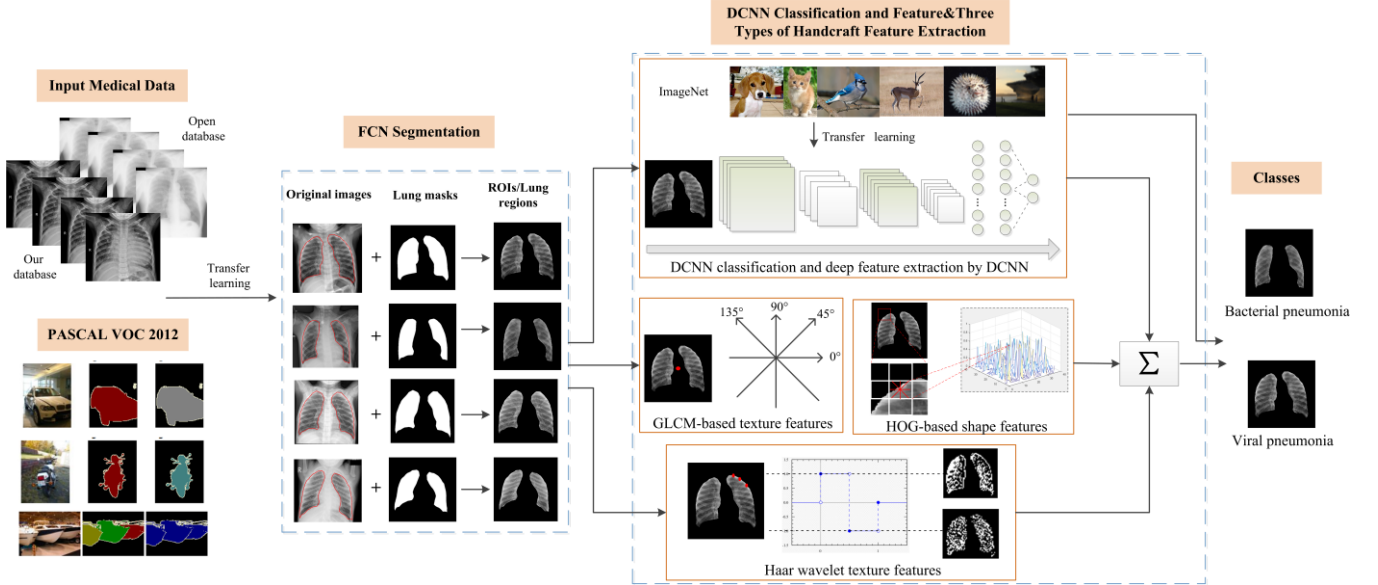 DCNN Classification and Feature&Three
Types of Handcraft Feature Extraction
Input Medical Data
Open
database
Our
database
Transfer
learning
PASCAL VOC 2012
FCN Segmentation
Original images
Lung masks
ROIs/Lung
regions
+
+
+
+
ImageNet
Transfer learning
DCNN classification and deep feature extraction by DCNN
135°
90°
45°
0°
GLCM-based texture features
HOG-based shape features
Haar wavelet texture features
Σ
Classes
Bacterial pneumonia
Viral pneumonia